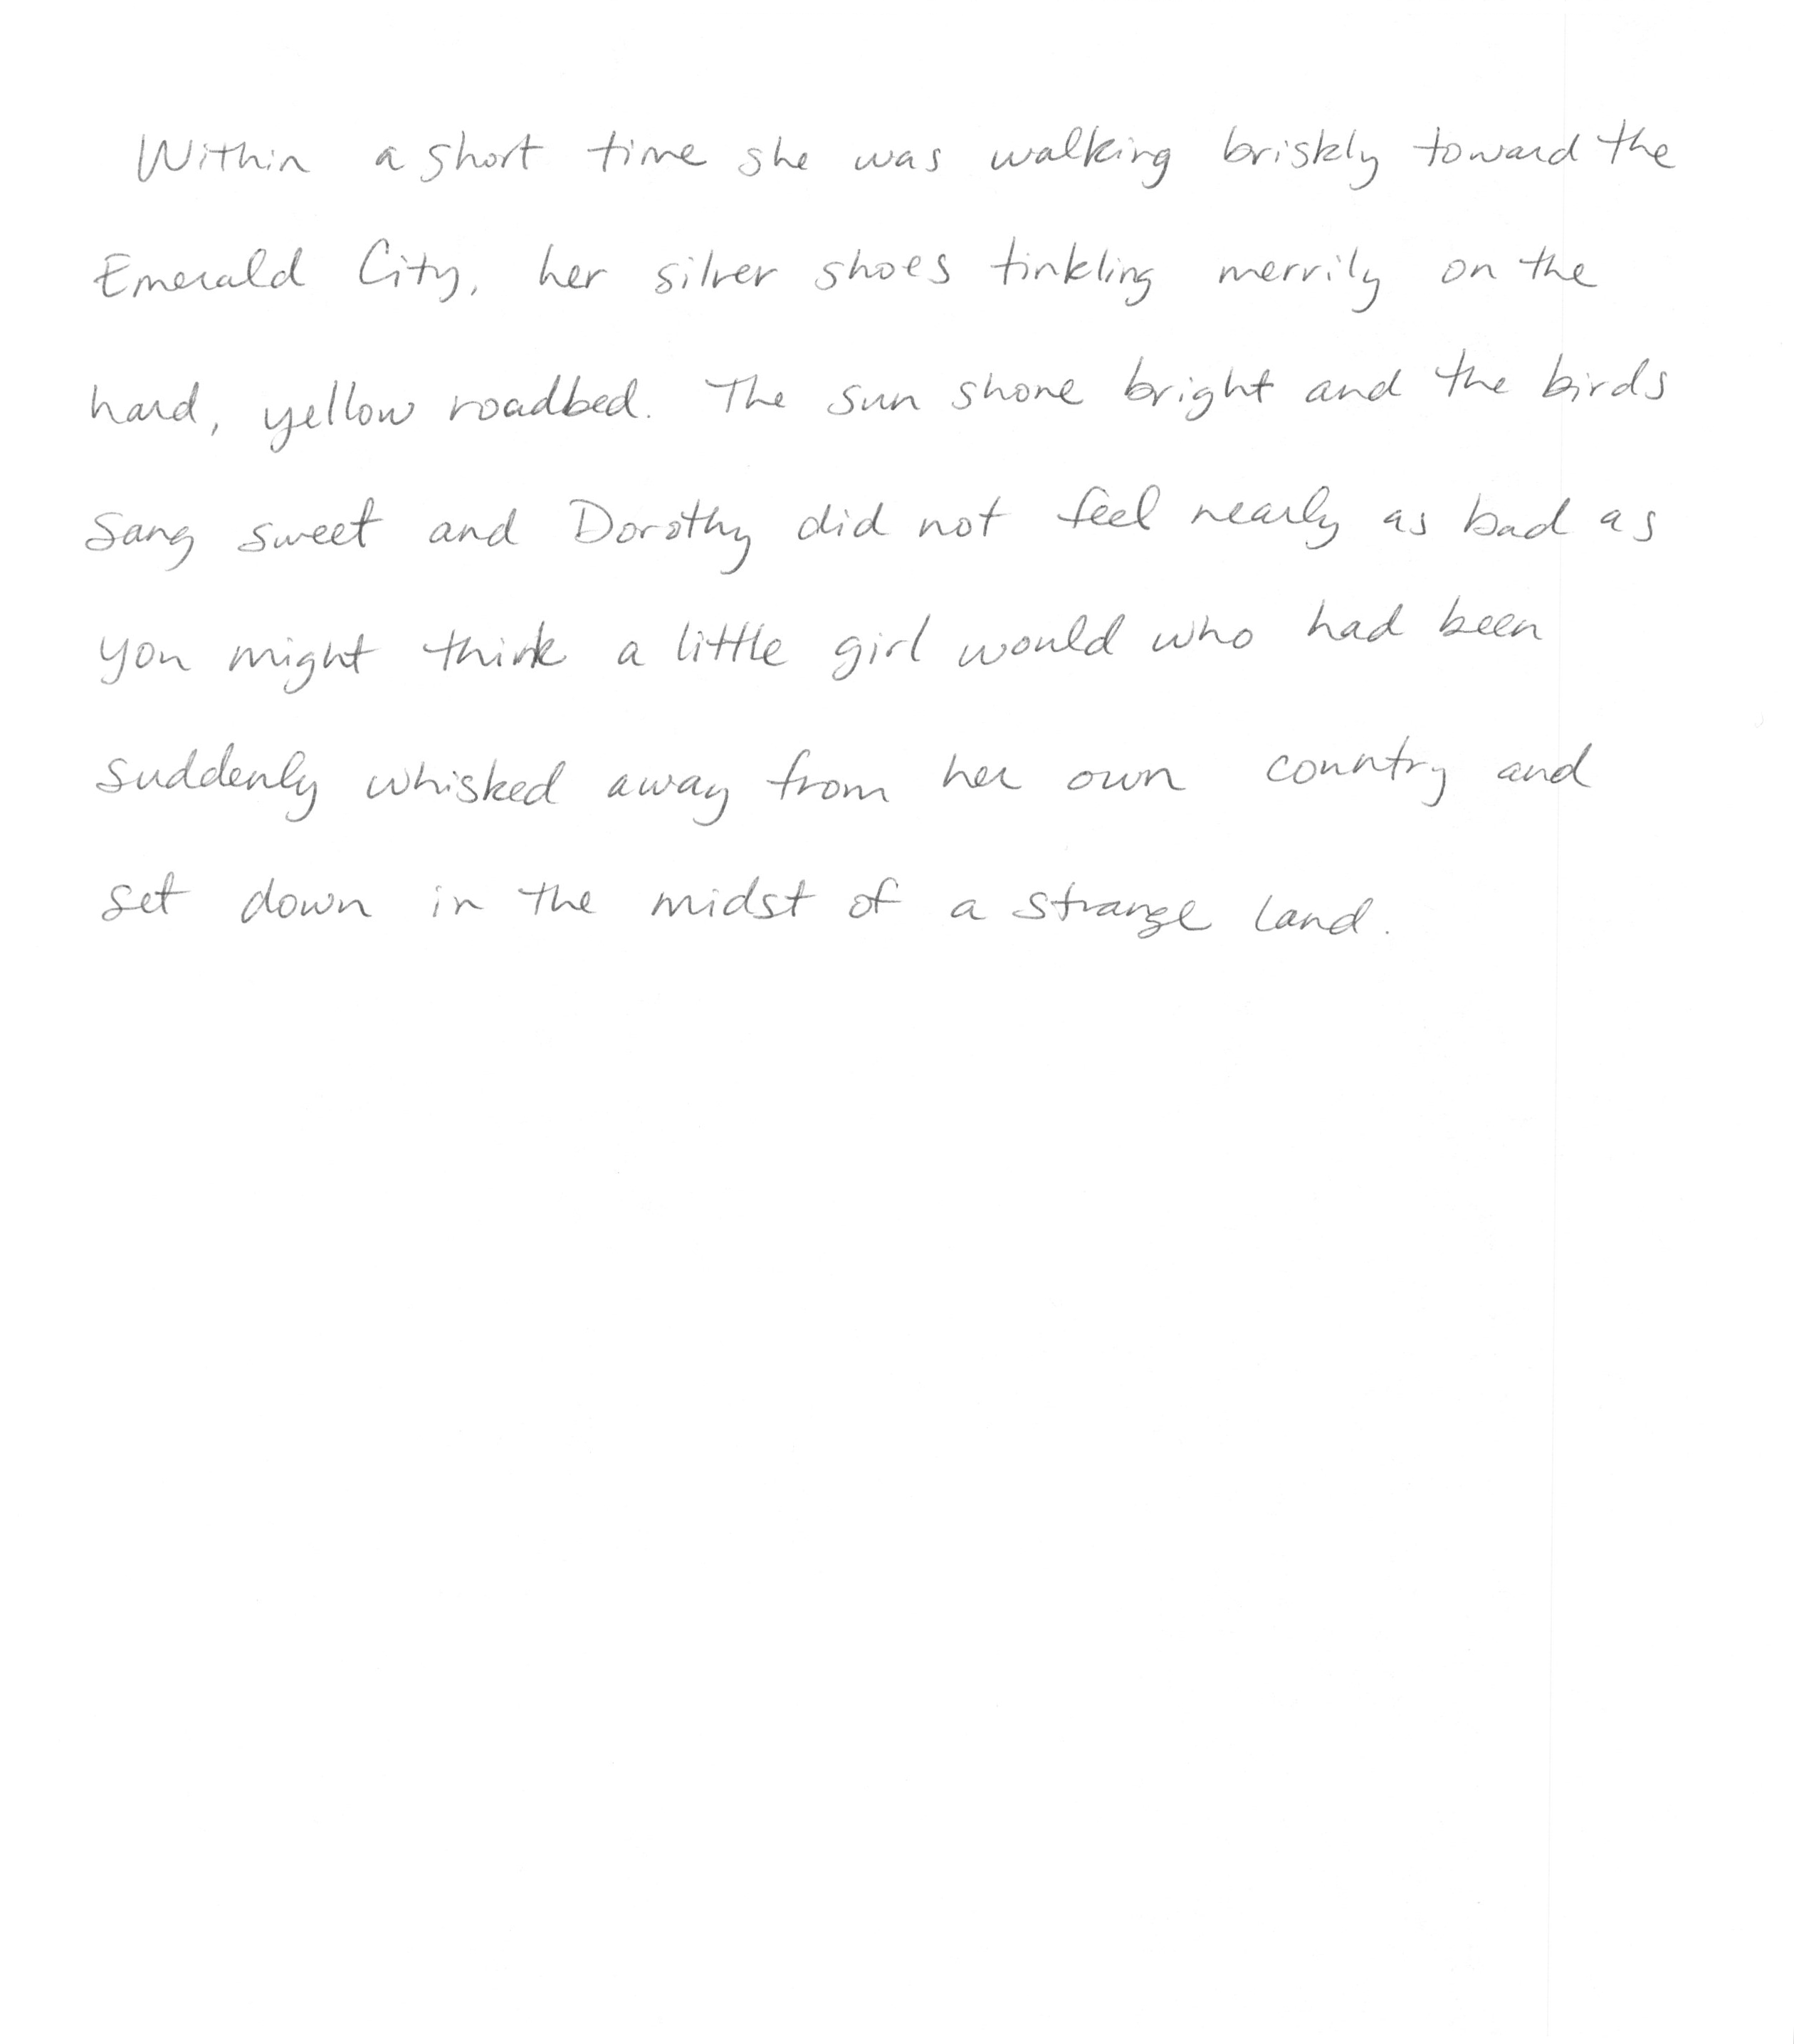 Within a short time she was walking briskly toward the
Emerald City, her silver shoes tinkling merrily on the
hard, yellow roadbed. The sun shone bright and the birds
sang sweet and Dorothy did not feel nearly as bad as
you might think a little girl would who had been
suddenly whisked away from her own country and
set down in the midst of a strange land.